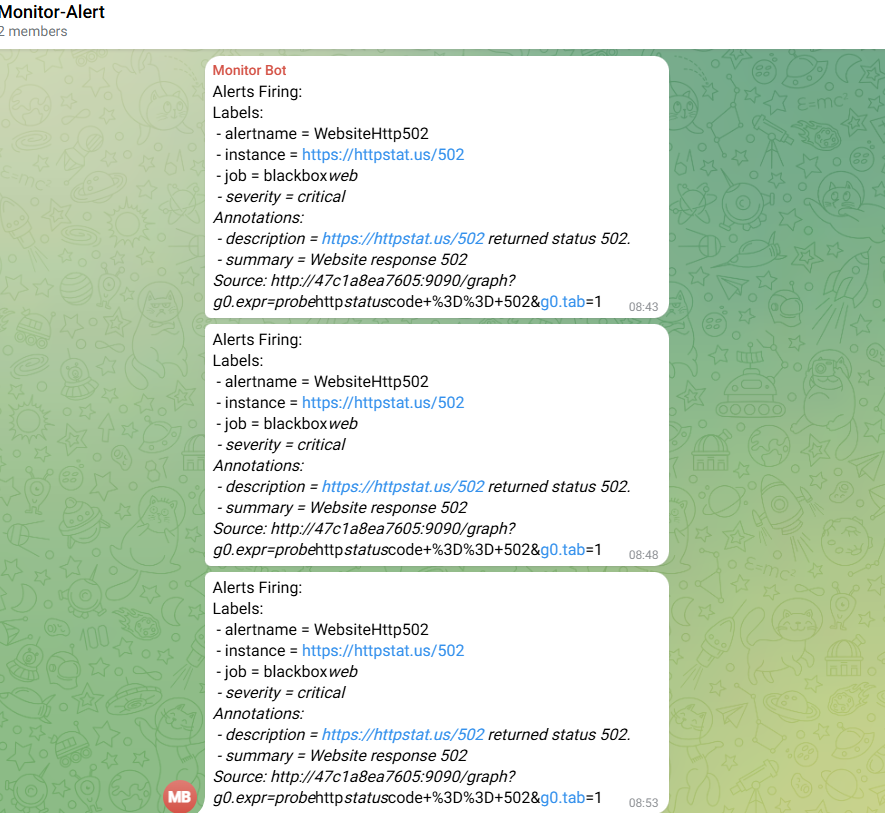 Monitor-Alert
2 members
Monitor Bot
Alerts Firing:
Labels:
- alertname = WebsiteHttp502
- instance = https://httpstat.us/502
- job = blackboxweb
- severity = critical
Annotations:
- description = https://httpstat.us/502 returned status 502.
- summary = Website response 502
Source: http://47c1a8ea7605:9090/graph?
g0.expr=probehttpstatuscode+%3D%3D+502&g0.tab=1 08:43
Alerts Firing:
Labels:
- alertname = WebsiteHttp502
- instance = https://httpstat.us/502
- job = blackboxweb
- severity = critical
Annotations:
- description = https://httpstat.us/502 returned status 502.
- summary = Website response 502
Source: http://47c1a8ea7605:9090/graph?
g0.expr=probehttpstatuscode+%3D%3D+502&g0.tab=1 08:48
Alerts Firing:
Labels:
- alertname = WebsiteHttp502
- instance = https://httpstat.us/502
- job = blackboxweb
- severity = critical
Annotations:
- description = https://httpstat.us/502 returned status 502.
- summary = Website response 502
Source: http://47c1a8ea7605:9090/graph?
MB
g0.expr=probehttpstatuscode+%3D%3D+502&g0.tab=1 08:53